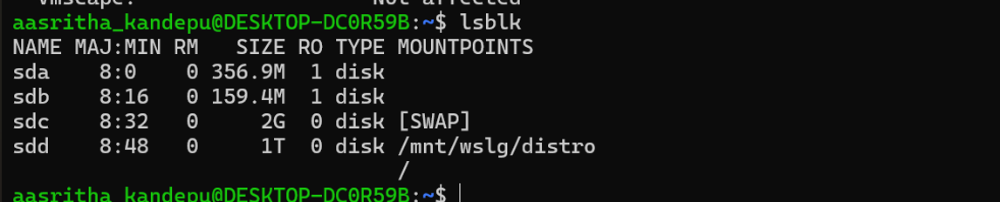 Vmscape: Not affected
aasritha_kandepu@DESKTOP-DC0R59B:~$ lsblk
NAME MAJ:MIN RM   SIZE RO TYPE MOUNTPOINTS
sda    8:0    0 356.9M  1 disk
sdb    8:16   0 159.4M  1 disk
sdc    8:32   0     2G  0 disk [SWAP]
sdd    8:48   0     1T  0 disk /mnt/wslg/distro
                               /
aasritha_kandepu@DESKTOP-DC0R59B:~$